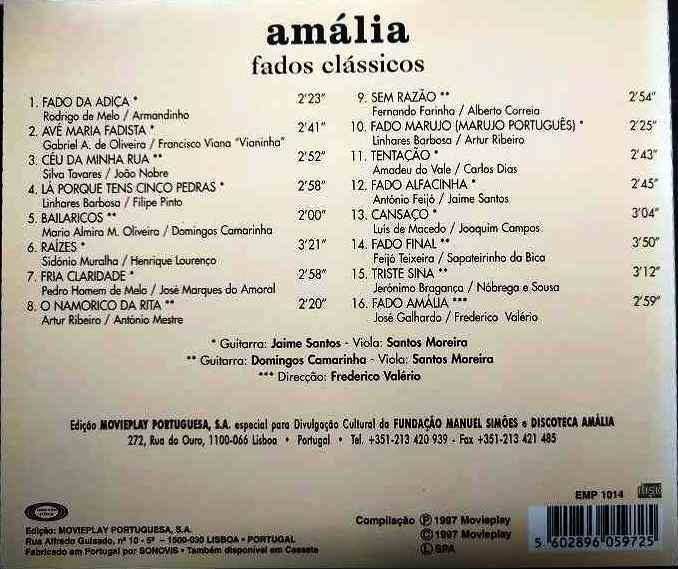 amália
fados clássicos
1. FADO DA ADIÇA * 2'23"
Rodrigo de Melo / Armandinho
2. AVÉ MARIA FADISTA * 2'41"
Gabriel A. de Oliveira / Francisco Viana "Vianinha"
3. CÉU DA MINHA RUA ** 2'52"
Silva Tavares / João Nobre
4. LÁ PORQUE TENS CINCO PEDRAS * 2'58"
Linhares Barbosa / Filipe Pinto
5. BAILARICOS ** 2'00"
Maria Almira M. Oliveira / Domingos Camarinha
6. RAÍZES * 3'21"
Sidónio Muralha / Henrique Lourenço
7. FRIA CLARIDADE * 2'58"
Pedro Homem de Melo / José Marques do Amaral
8. O NAMORICO DA RITA ** 2'20"
Artur Ribeiro / António Mestre
9. SEM RAZÃO ** 2'54"
Fernando Farinha / Alberto Correia
10. FADO MARUJO (MARUJO PORTUGUÊS) * 2'25"
Linhares Barbosa / Artur Ribeiro
11. TENTAÇÃO * 2'43"
Amadeu do Vale / Carlos Dias
12. FADO ALFACINHA * 2'45"
António Feijó / Jaime Santos
13. CANSAÇO * 3'04"
Luís de Macedo / Joaquim Campos
14. FADO FINAL ** 3'50"
Feijó Teixeira / Sapateirinho da Bica
15. TRISTE SINA ** 3'12"
Jerónimo Bragança / Nóbrega e Sousa
16. FADO AMÁLIA *** 2'59"
José Galhardo / Frederico Valério
* Guitarra: Jaime Santos - Viola: Santos Moreira
** Guitarra: Domingos Camarinha - Viola: Santos Moreira
*** Direcção: Frederico Valério
Edição MOVIEPLAY PORTUGUESA, S.A. especial para Divulgação Cultural da FUNDAÇÃO MANUEL SIMÕES e DISCOTECA AMÁLIA
272, Rua do Ouro, 1100-066 Lisboa • Portugal • Tel. +351-213 420 939 - Fax +351-213 421 485
Edição: MOVIEPLAY PORTUGUESA, S.A.
Rua Alfredo Guisado, nº 10 - 5º – 1500-030 LISBOA • PORTUGAL
Fabricado em Portugal por SONOVIS • Também disponível em Cassete
Compilação Ⓟ 1997 Movieplay
© 1997 Movieplay
Ⓛ SPA
EMP 1014
5 602896 059725